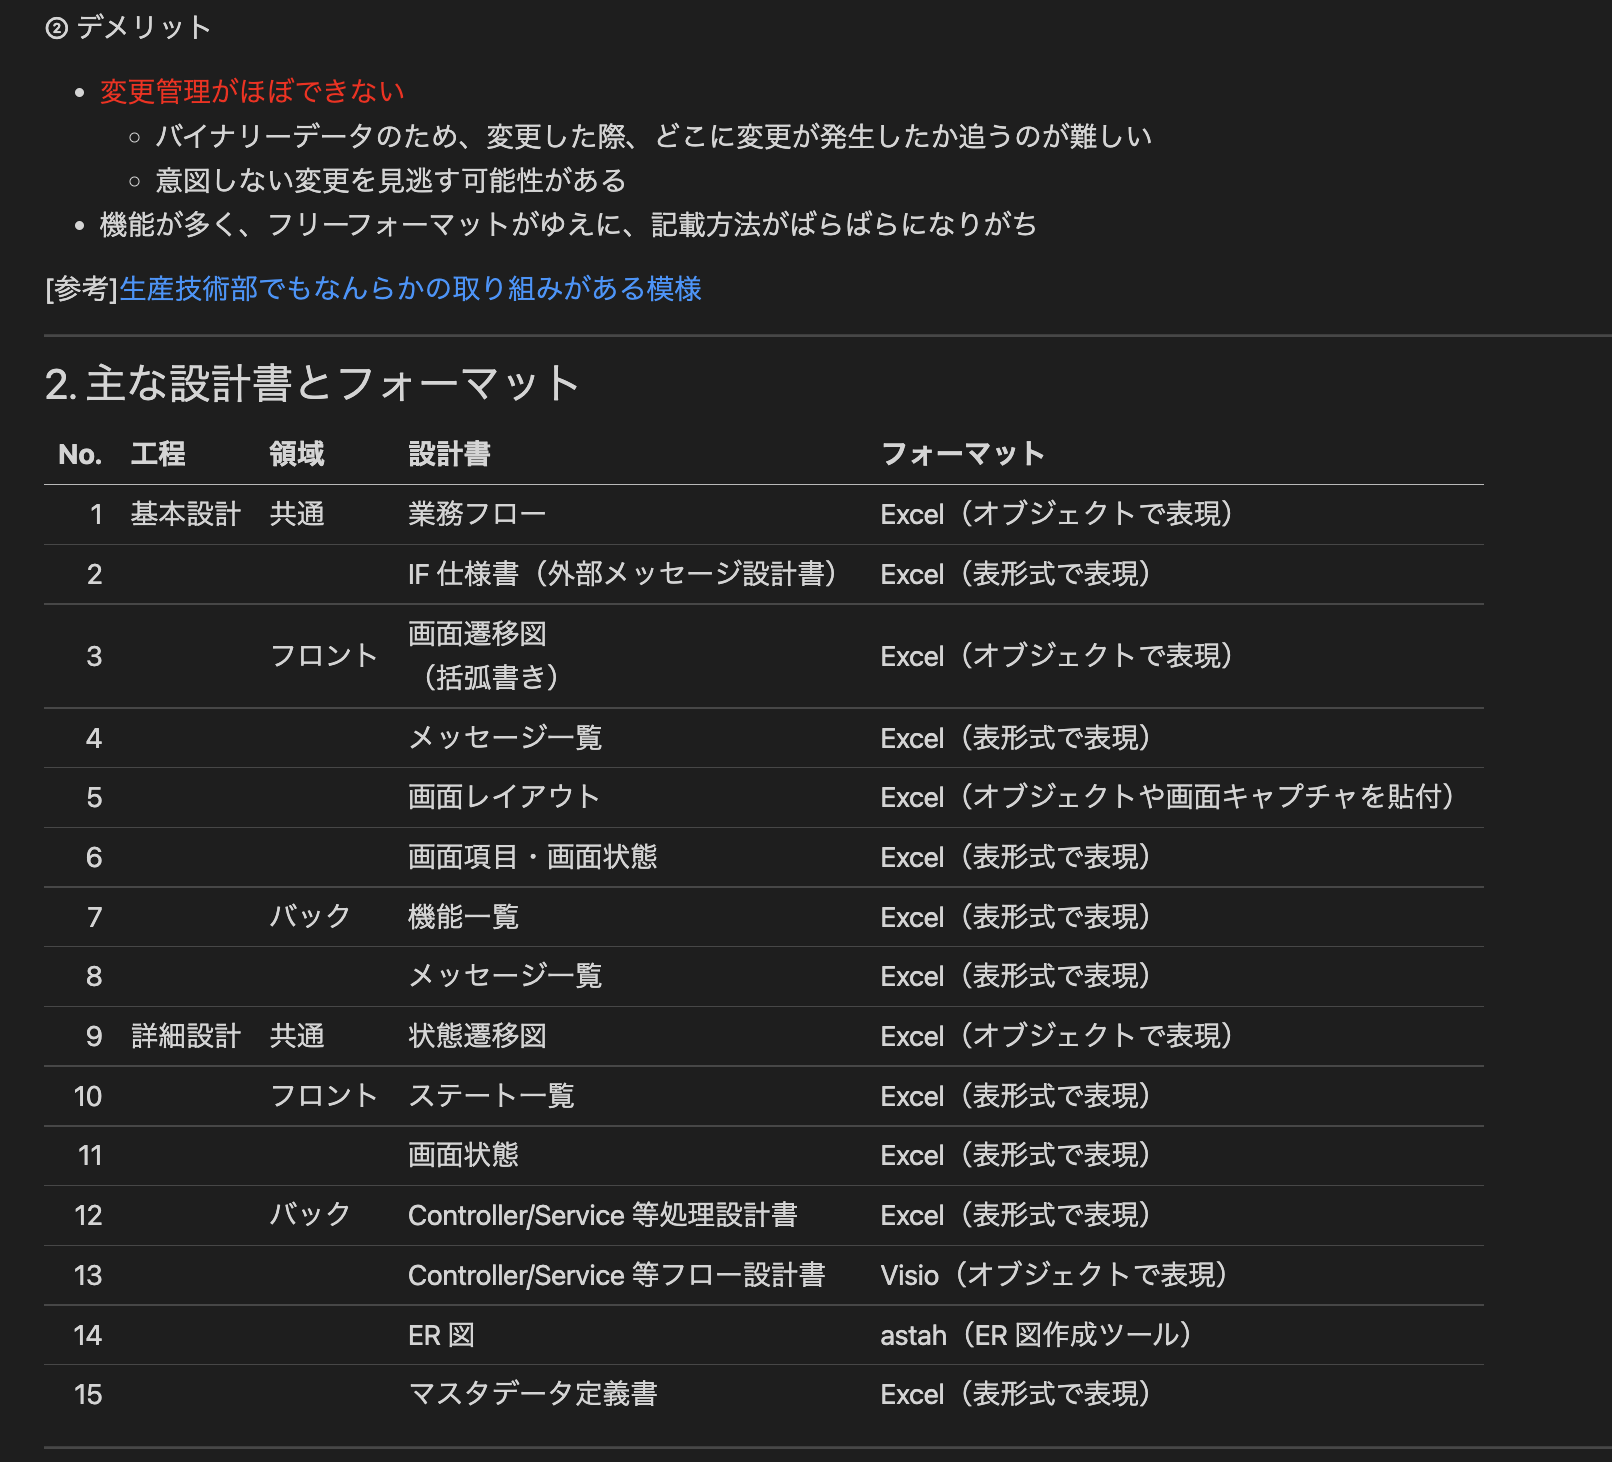 ② デメリット
• 変更管理がほぼできない
○ バイナリーデータのため、変更した際、どこに変更が発生したか追うのが難しい
○ 意図しない変更を見逃す可能性がある
• 機能が多く、フリーフォーマットがゆえに、記載方法がばらばらになりがち
[参考]生産技術部でもなんらかの取り組みがある模様
2. 主な設計書とフォーマット
No. 工程 領域 設計書 フォーマット
1 基本設計 共通 業務フロー Excel（オブジェクトで表現）
2 IF 仕様書（外部メッセージ設計書） Excel（表形式で表現）
3 フロント 画面遷移図
（括弧書き） Excel（オブジェクトで表現）
4 メッセージ一覧 Excel（表形式で表現）
5 画面レイアウト Excel（オブジェクトや画面キャプチャを貼付）
6 画面項目・画面状態 Excel（表形式で表現）
7 バック 機能一覧 Excel（表形式で表現）
8 メッセージ一覧 Excel（表形式で表現）
9 詳細設計 共通 状態遷移図 Excel（オブジェクトで表現）
10 フロント ステート一覧 Excel（表形式で表現）
11 画面状態 Excel（表形式で表現）
12 バック Controller/Service 等処理設計書 Excel（表形式で表現）
13 Controller/Service 等フロー設計書 Visio（オブジェクトで表現）
14 ER 図 astah（ER 図作成ツール）
15 マスタデータ定義書 Excel（表形式で表現）